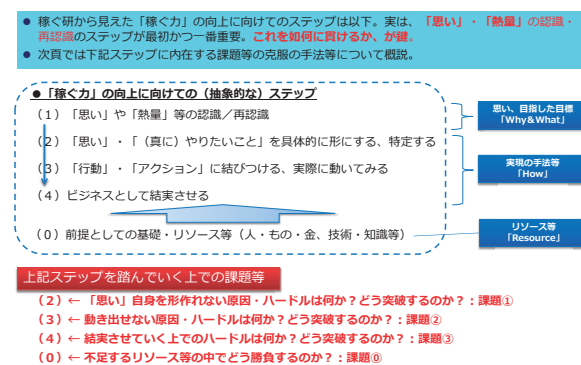 ● 稼ぐ研から見えた「稼ぐ力」の向上に向けてのステップは以下。実は、「思い」・「熱量」の認識・
再認識のステップが最初かつ一番重要。これを如何に貫けるか、が鍵。
● 次頁では下記ステップに内在する課題等の克服の手法等について概説。
●「稼ぐ力」の向上に向けての（抽象的な）ステップ
（1）「思い」や「熱量」等の認識／再認識
（2）「思い」・「（真に）やりたいこと」を具体的に形にする、特定する
（3）「行動」・「アクション」に結びつける、実際に動いてみる
（4）ビジネスとして結実させる
（0）前提としての基礎・リソース等（人・もの・金、技術・知識等）
思い、目指した目標
「Why＆What」
実現の手法等
「How」
リソース等
「Resource」
上記ステップを踏んでいく上での課題等
（2）← 「思い」自身を形作れない原因・ハードルは何か？どう突破するのか？：課題①
（3）← 動き出せない原因・ハードルは何か？どう突破するのか？：課題②
（4）← 結実させていく上でのハードルは何か？どう突破するのか？：課題③
（0）← 不足するリソース等の中でどう勝負するのか？：課題⓪